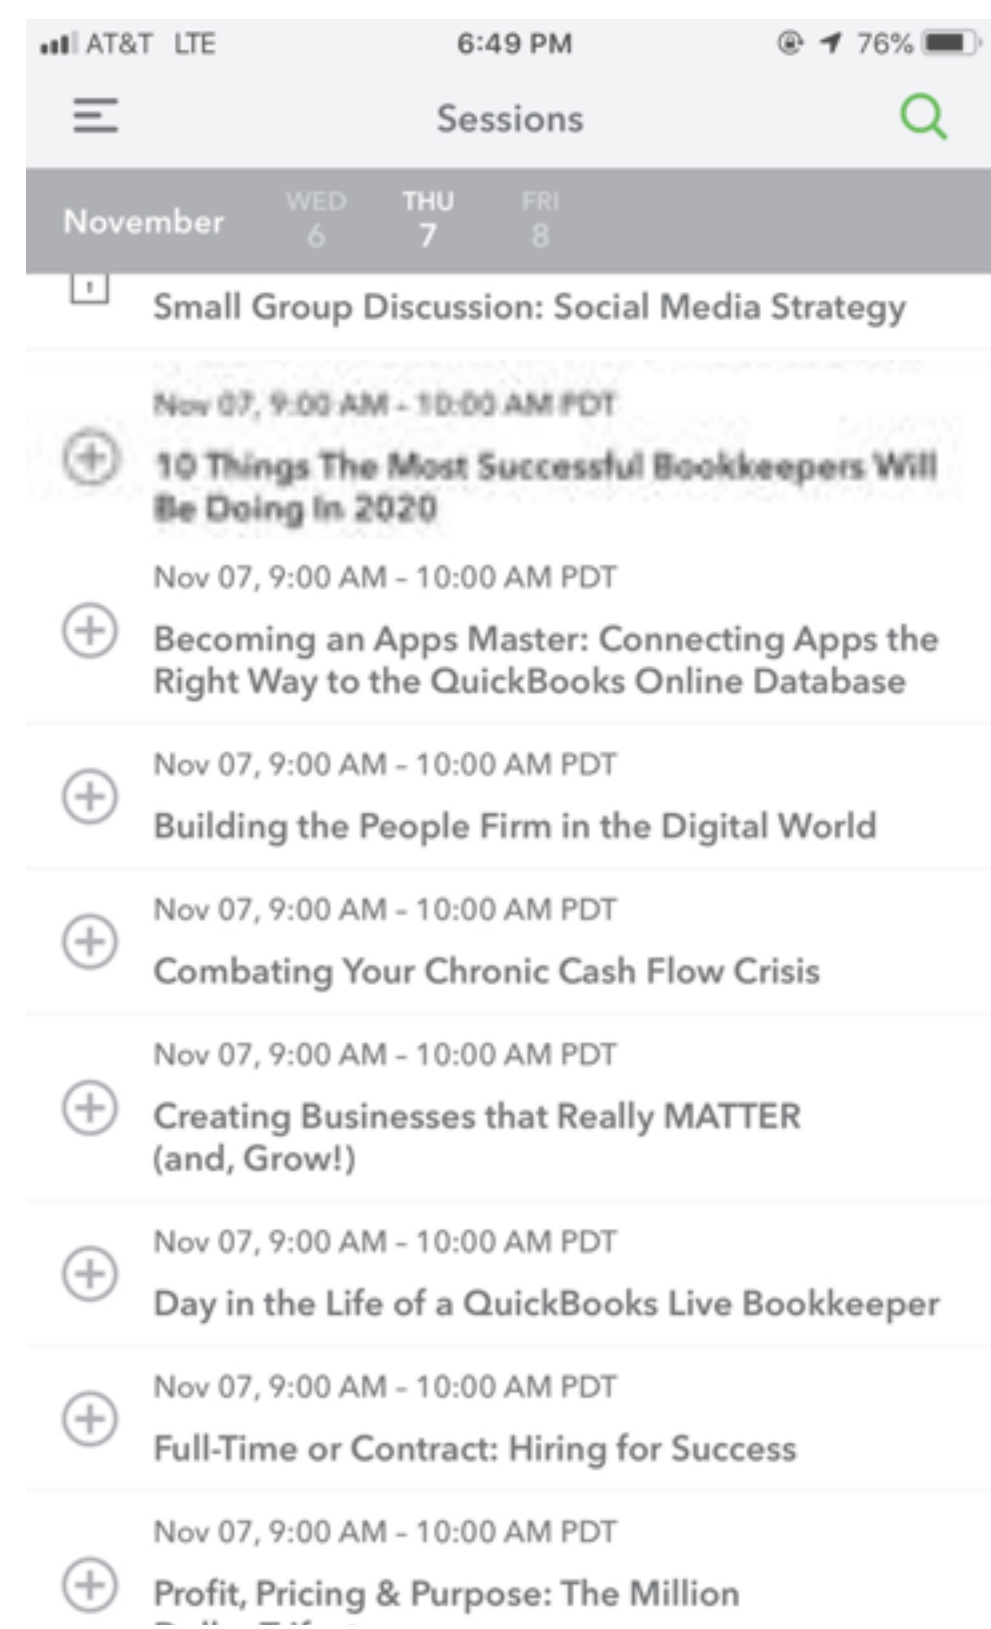 AT&T LTE 6:49 PM 76%
Sessions
November WED 6 THU 7 FRI 8
Small Group Discussion: Social Media Strategy
Nov 07, 9:00 AM – 10:00 AM PDT
10 Things The Most Successful Bookkeepers Will
Be Doing In 2020
Nov 07, 9:00 AM – 10:00 AM PDT
Becoming an Apps Master: Connecting Apps the
Right Way to the QuickBooks Online Database
Nov 07, 9:00 AM – 10:00 AM PDT
Building the People Firm in the Digital World
Nov 07, 9:00 AM – 10:00 AM PDT
Combating Your Chronic Cash Flow Crisis
Nov 07, 9:00 AM – 10:00 AM PDT
Creating Businesses that Really MATTER
(and, Grow!)
Nov 07, 9:00 AM – 10:00 AM PDT
Day in the Life of a QuickBooks Live Bookkeeper
Nov 07, 9:00 AM – 10:00 AM PDT
Full-Time or Contract: Hiring for Success
Nov 07, 9:00 AM – 10:00 AM PDT
Profit, Pricing & Purpose: The Million